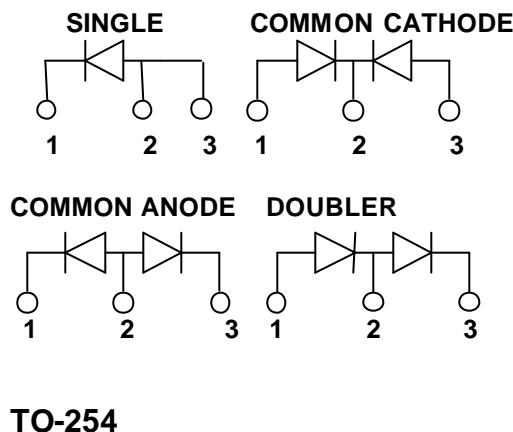 SINGLE COMMON CATHODE
1 2 3 1 2 3
COMMON ANODE DOUBLER
1 2 3 1 2 3
TO-254